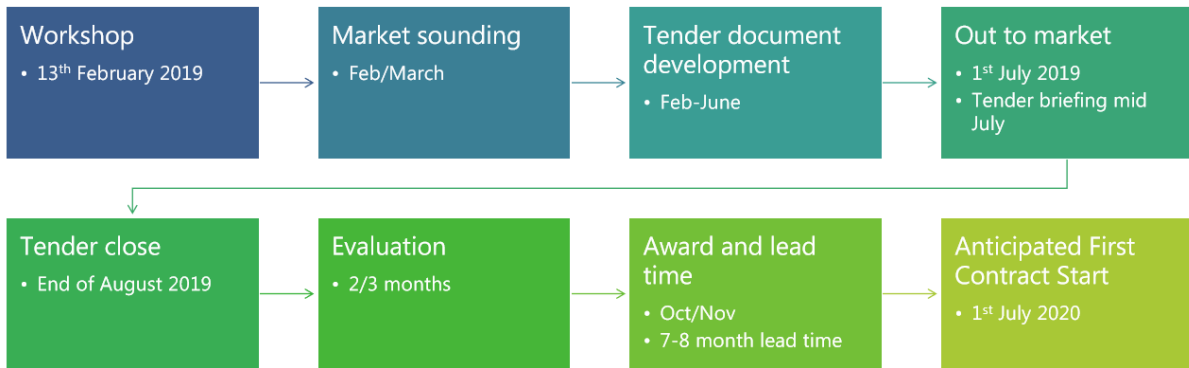 Workshop
• 13th February 2019
Market sounding
• Feb/March
Tender document
development
• Feb-June
Out to market
• 1st July 2019
• Tender briefing mid
July
Tender close
• End of August 2019
Evaluation
• 2/3 months
Award and lead
time
• Oct/Nov
• 7-8 month lead time
Anticipated First
Contract Start
• 1st July 2020